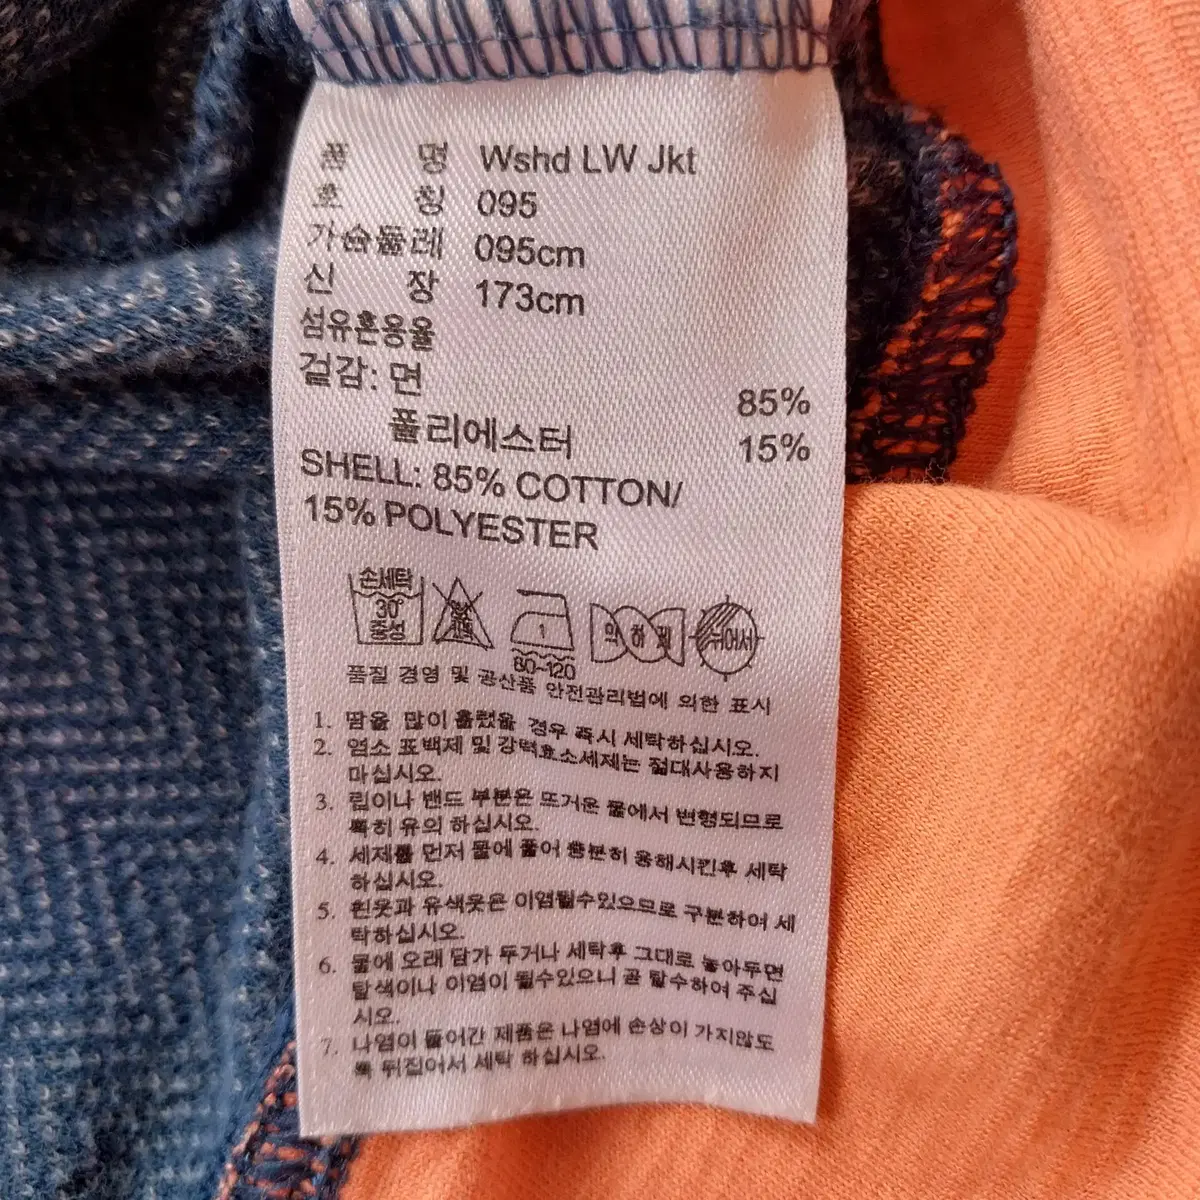 품 명 Wshd LW Jkt
호 칭 095
가슴둘레 095cm
신 장 173cm
섬유혼용율
겉감: 면 85%
폴리에스터 15%
SHELL: 85% COTTON/
15% POLYESTER
손세탁
30°
중성
1
80~120
약하게
뉘어서
품질 경영 및 공산품 안전관리법에 의한 표시
1. 땀을 많이 흘렸을 경우 즉시 세탁하십시오.
2. 염소 표백제 및 강력효소세제는 절대사용하지
마십시오.
3. 립이나 밴드 부분은 뜨거운 물에서 변형되므로
특히 유의 하십시오.
4. 세제를 먼저 물에 풀어 충분히 용해시킨후 세탁
하십시오.
5. 흰옷과 유색옷은 이염될수있으므로 구분하여 세
탁하십시오.
6. 물에 오래 담가 두거나 세탁후 그대로 놓아두면
탈색이나 이염이 될수있으니 곧 탈수하여 주십
시오.
7. 나염이 들어간 제품은 나염에 손상이 가지않도
록 뒤집어서 세탁 하십시오.